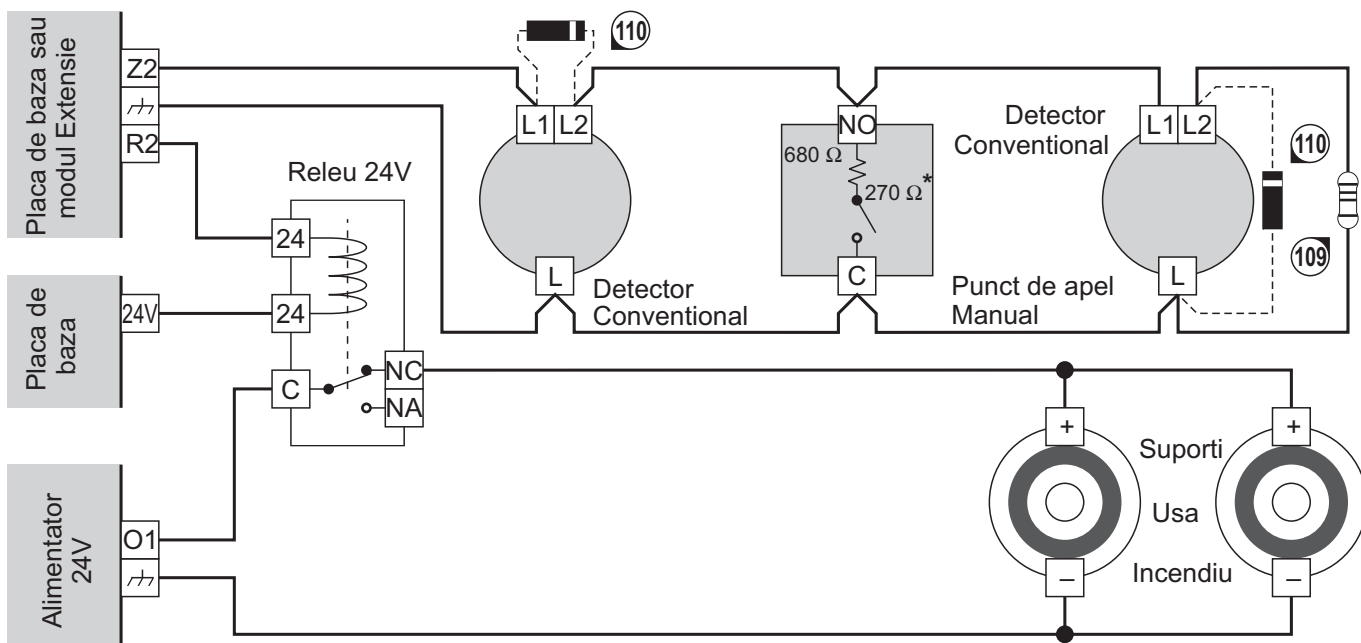 Placa de baza sau
modul Extensie
Z2
R2
110
L1 L2
L
Detector
Conventional
NO
680 Ω
270 Ω*
C
Punct de apel
Manual
Detector
Conventional
L1 L2
L
110
109
Releu 24V
24
24
C
NC
NA
Placa de
baza
24V
Alimentator
24V
O1
+
–
Suporti
Usa
Incendiu
+
–